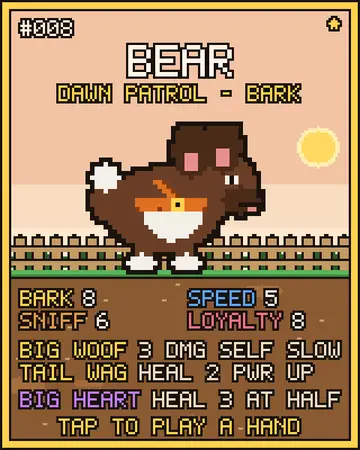 #008
BEAR
DAWN PATROL - BARK
BARK 8 SPEED 5
SNIFF 6 LOYALTY 8
BIG WOOF 3 DMG SELF SLOW
TAIL WAG HEAL 2 PWR UP
BIG HEART HEAL 3 AT HALF
TAP TO PLAY A HAND